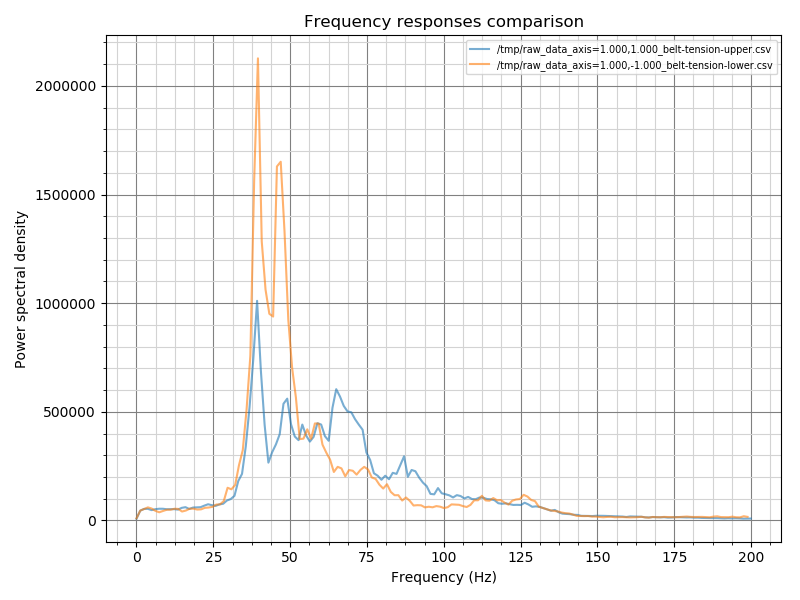 Frequency responses comparison
/tmp/raw_data_axis=1.000,1.000_belt-tension-upper.csv
/tmp/raw_data_axis=1.000,-1.000_belt-tension-lower.csv
Power spectral density
2000000
1500000
1000000
500000
0
0 25 50 75 100 125 150 175 200
Frequency (Hz)